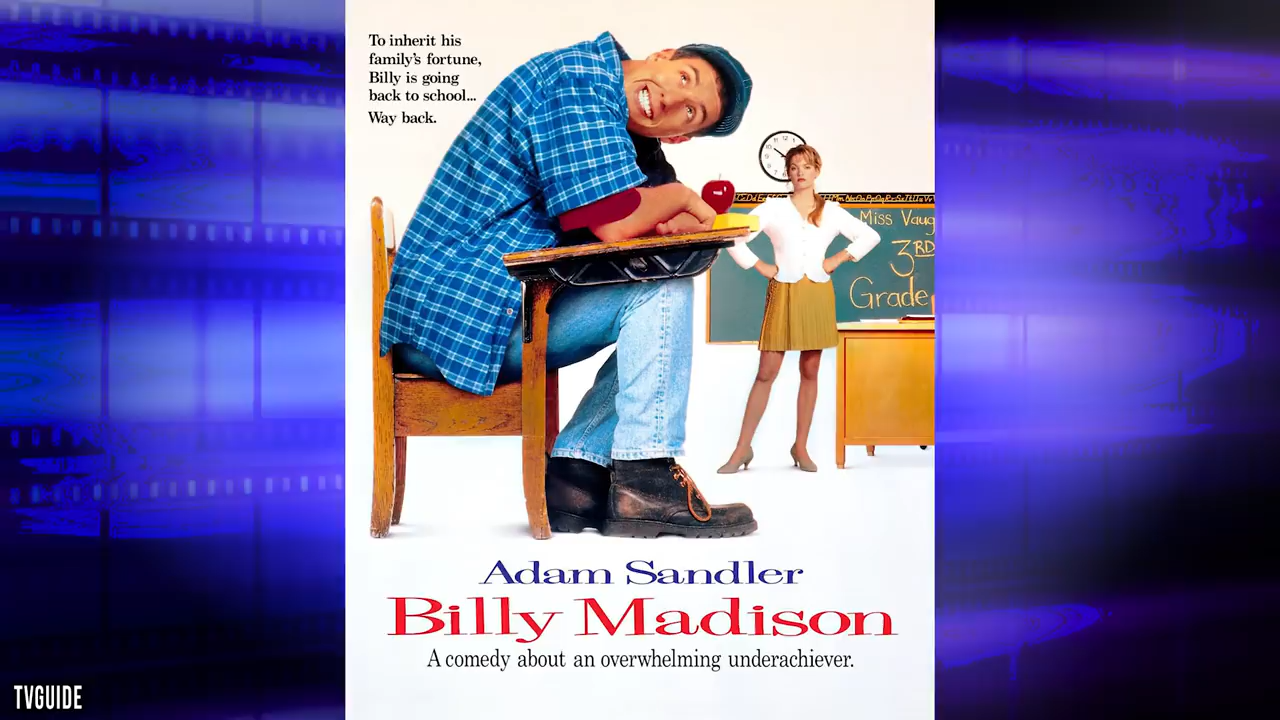 To inherit his
family's fortune,
Billy is going
back to school...
Way back.
Miss Vaug
3RD
Grade
Adam Sandler
Billy Madison
A comedy about an overwhelming underachiever.
TVGUIDE